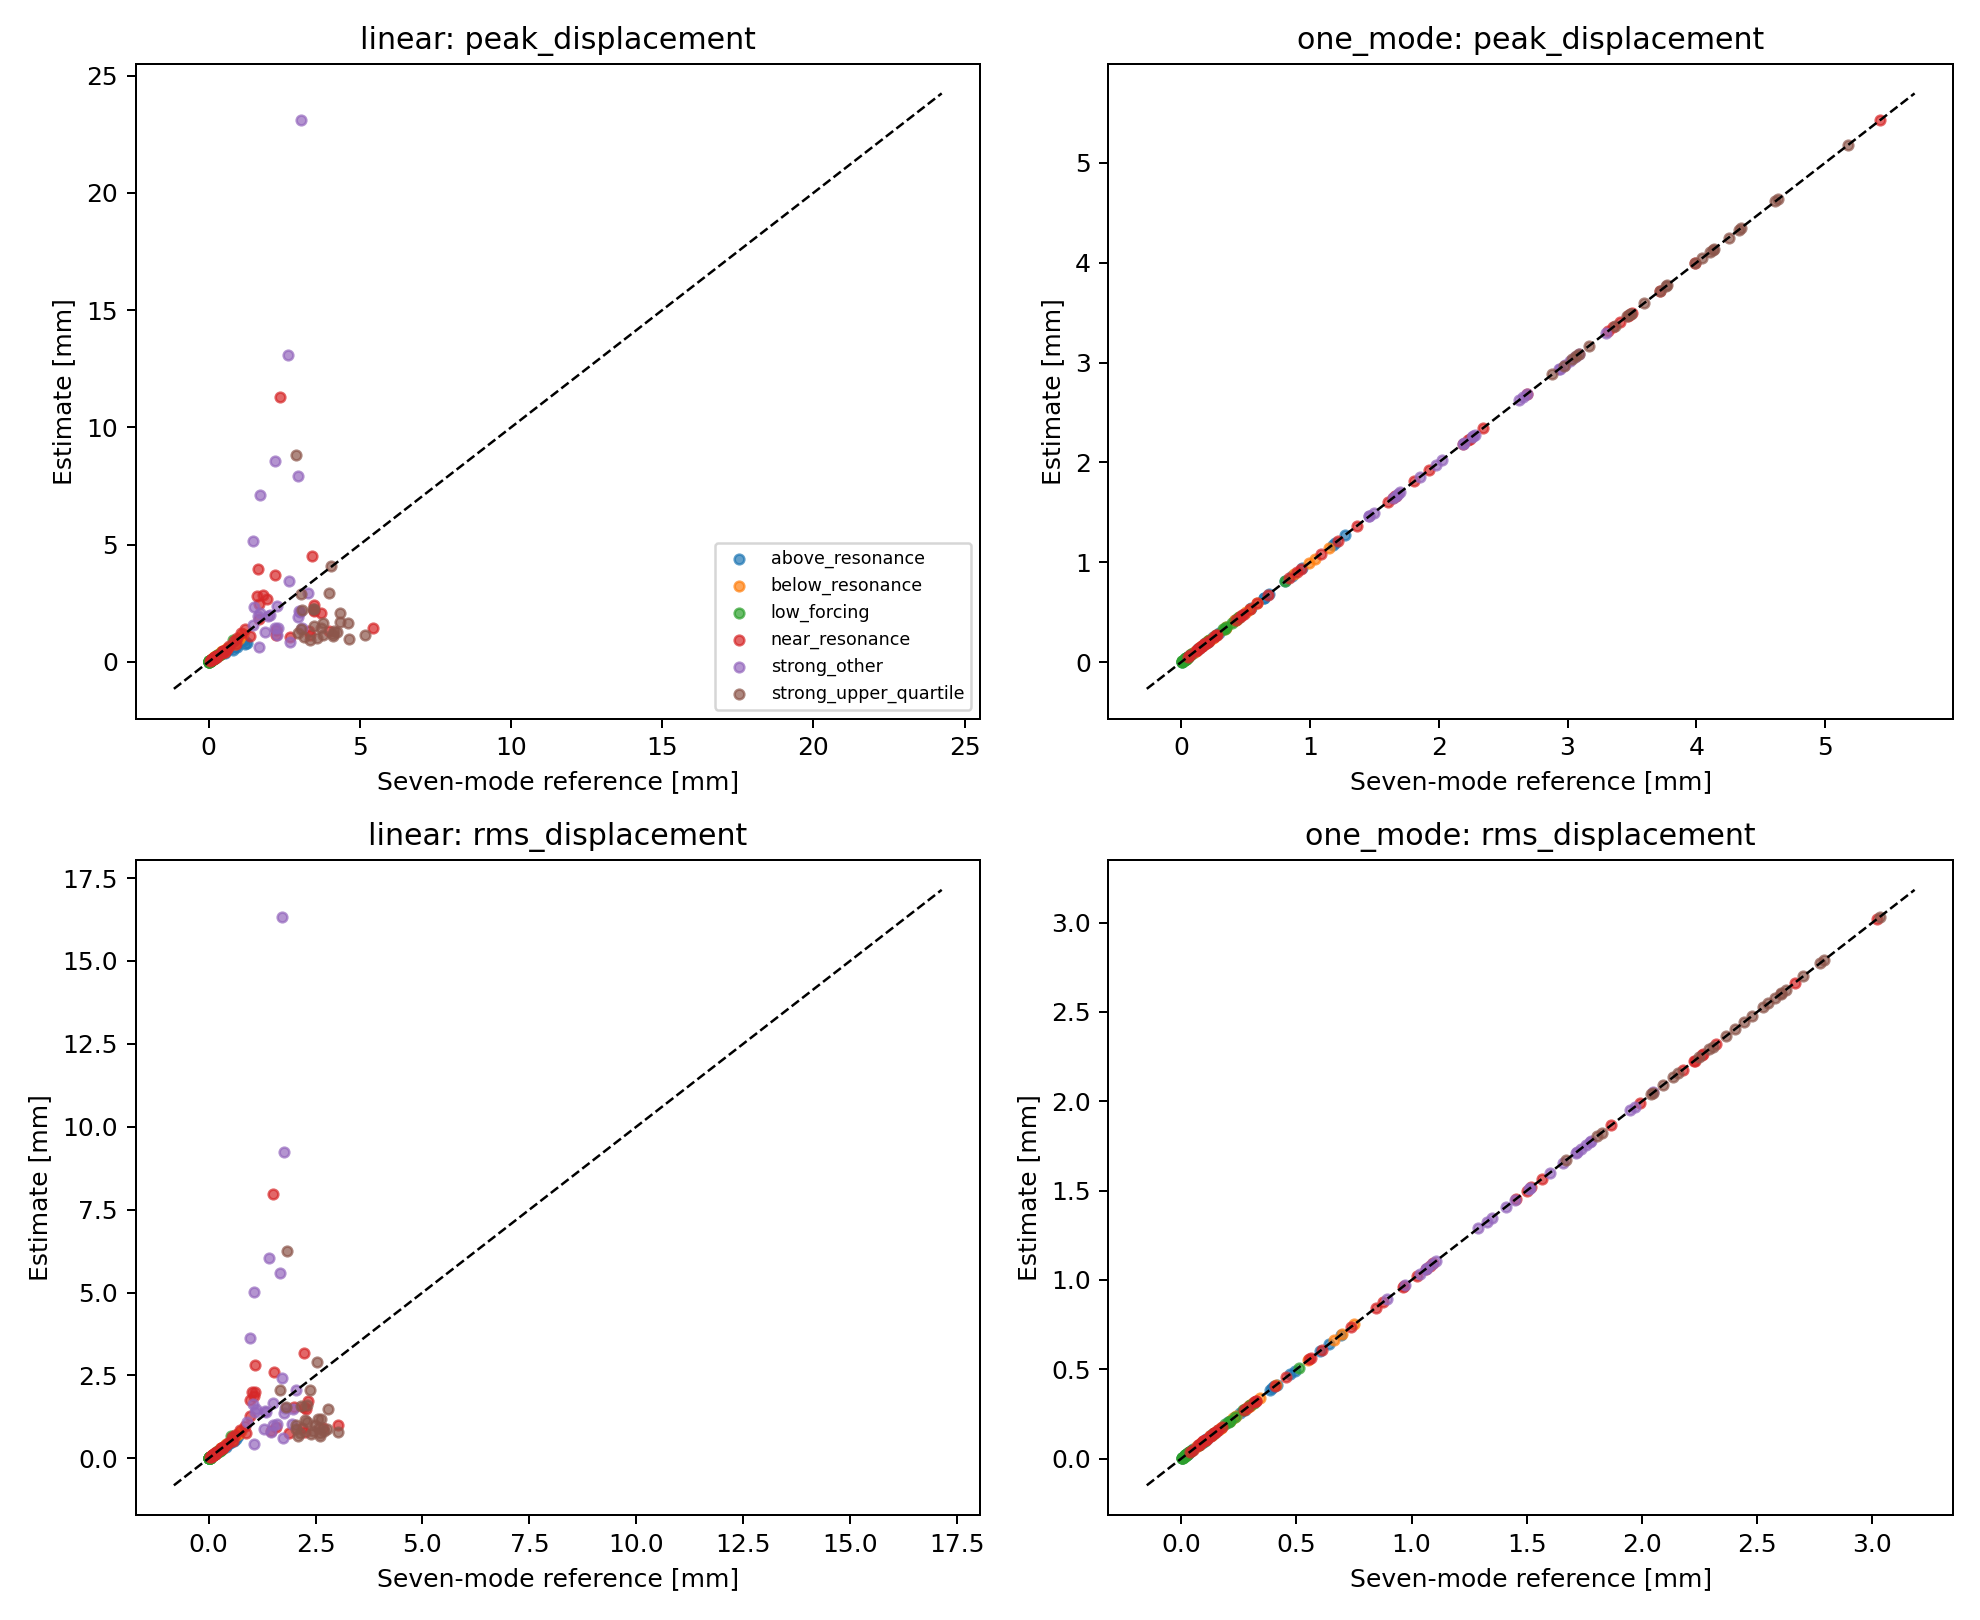 linear: peak_displacement
Estimate [mm]
25
20
15
10
5
0
above_resonance
below_resonance
low_forcing
near_resonance
strong_other
strong_upper_quartile
0 5 10 15 20 25
Seven-mode reference [mm]
one_mode: peak_displacement
Estimate [mm]
5
4
3
2
1
0
0 1 2 3 4 5
Seven-mode reference [mm]
linear: rms_displacement
Estimate [mm]
17.5
15.0
12.5
10.0
7.5
5.0
2.5
0.0
0.0 2.5 5.0 7.5 10.0 12.5 15.0 17.5
Seven-mode reference [mm]
one_mode: rms_displacement
Estimate [mm]
3.0
2.5
2.0
1.5
1.0
0.5
0.0
0.0 0.5 1.0 1.5 2.0 2.5 3.0
Seven-mode reference [mm]